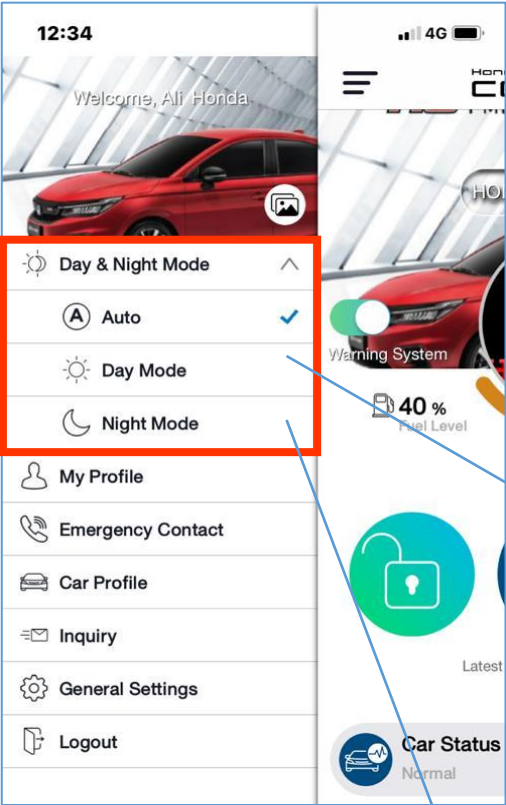 12:34
4G
Welcome, Ali Honda
Day & Night Mode
A Auto
Day Mode
Night Mode
My Profile
Emergency Contact
Car Profile
Inquiry
General Settings
Logout
Warning System
40 %
Fuel Level
Latest
Car Status
Normal